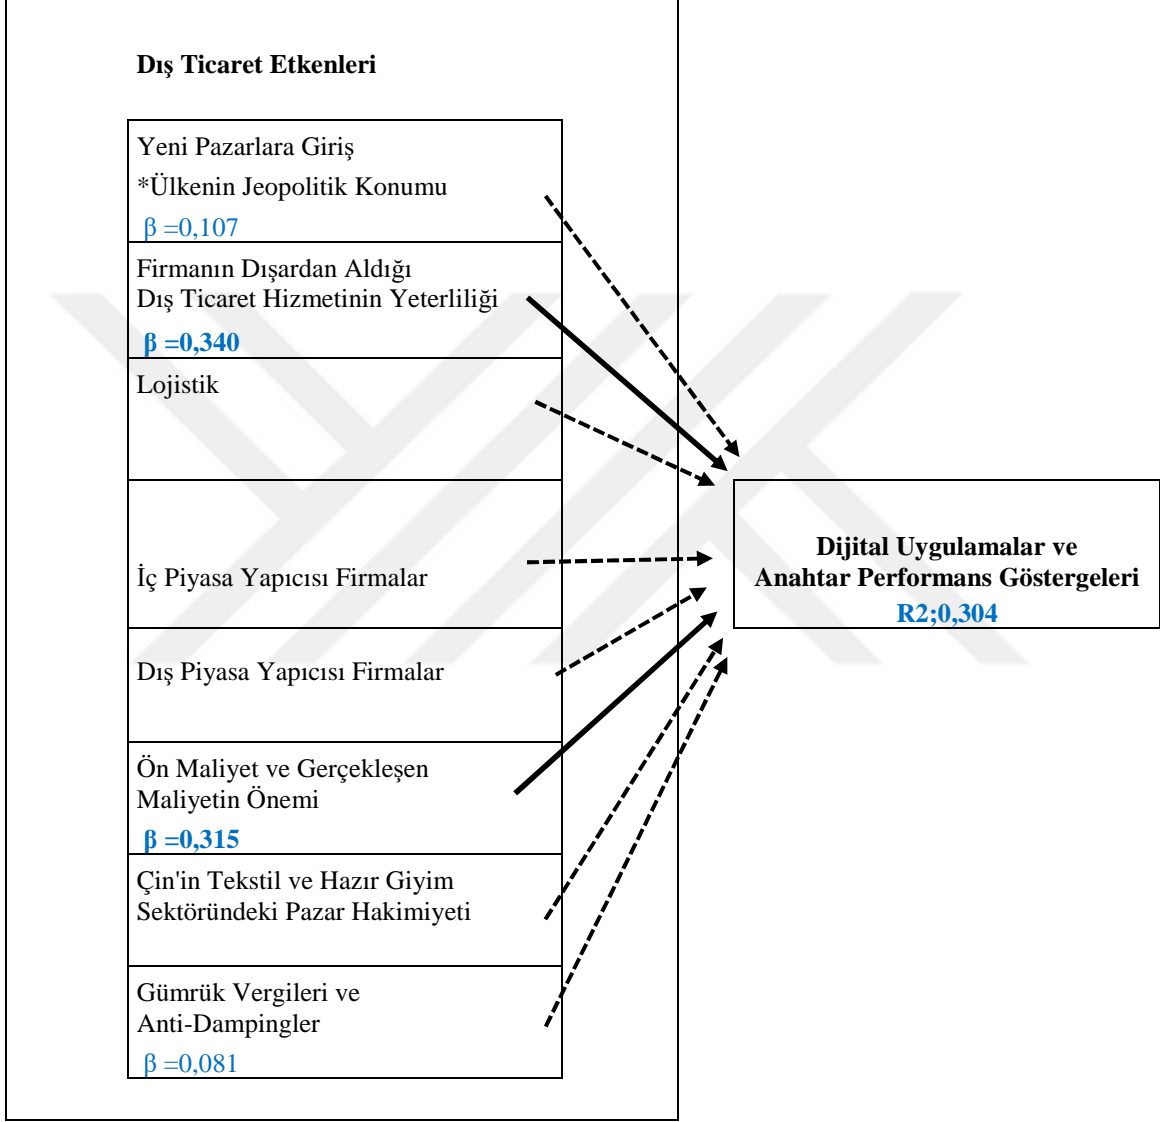 Dış Ticaret Etkenleri
Yeni Pazarlara Giriş
*Ülkenin Jeopolitik Konumu
β =0,107
Firmanın Dışardan Aldığı
Dış Ticaret Hizmetinin Yeterliliği
β =0,340
Lojistik
İç Piyasa Yapıcısı Firmalar
Dış Piyasa Yapıcısı Firmalar
Ön Maliyet ve Gerçekleşen
Maliyetin Önemi
β =0,315
Çin'in Tekstil ve Hazır Giyim
Sektöründeki Pazar Hakimiyeti
Gümrük Vergileri ve
Anti-Dampingler
β =0,081
Dijital Uygulamalar ve
Anahtar Performans Göstergeleri
R2;0,304